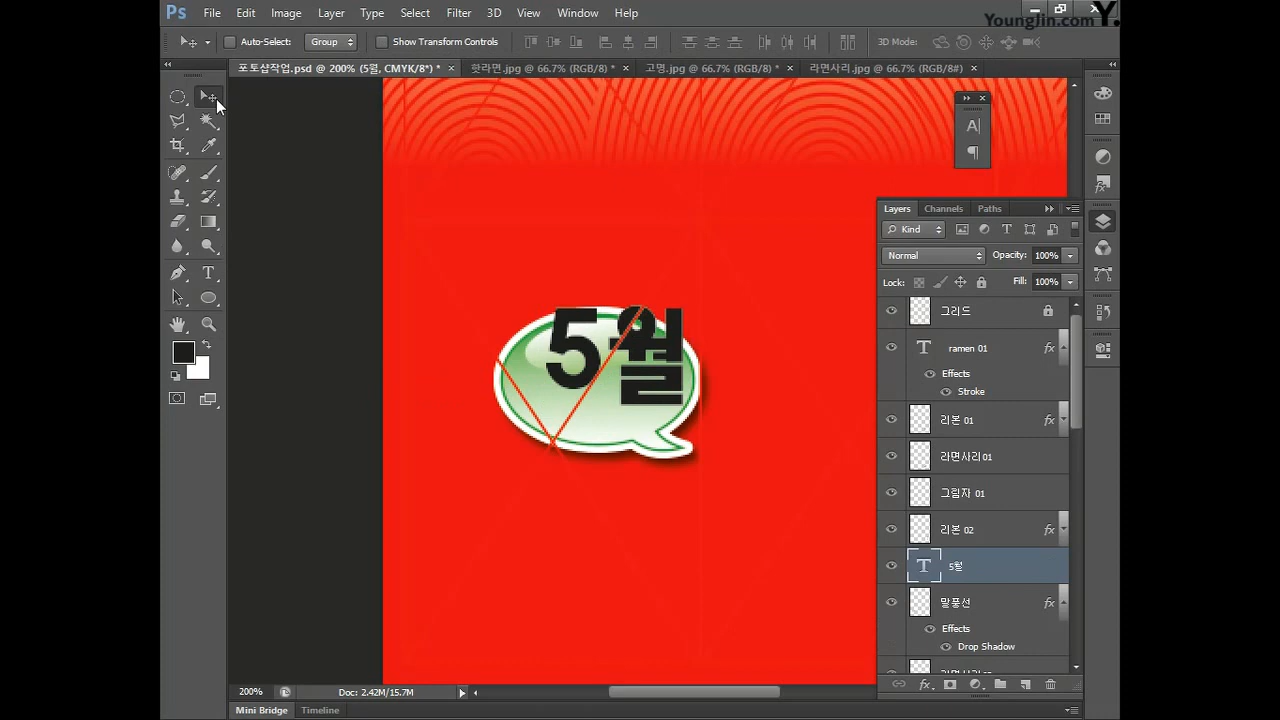 YoungJin.com Y.
Ps File Edit Image Layer Type Select Filter 3D View Window Help
Auto-Select: Group Show Transform Controls 3D Mode:
포토샵작업.psd @ 200% (5월, CMYK/8*) * × 핫라면.jpg @ 66.7% (RGB/8) * × 고명.jpg @ 66.7% (RGB/8) * × 라면사리.jpg @ 66.7% (RGB/8#) ×
A
5월
Layers Channels Paths
Kind
Normal Opacity: 100%
Lock: Fill: 100%
그리드
T ramen 01 fx
Effects
Stroke
리본 01 fx
라면사리 01
그림자 01
리본 02 fx
T 5월
말풍선 fx
Effects
Drop Shadow
200% Doc: 2.42M/15.7M
Mini Bridge Timeline